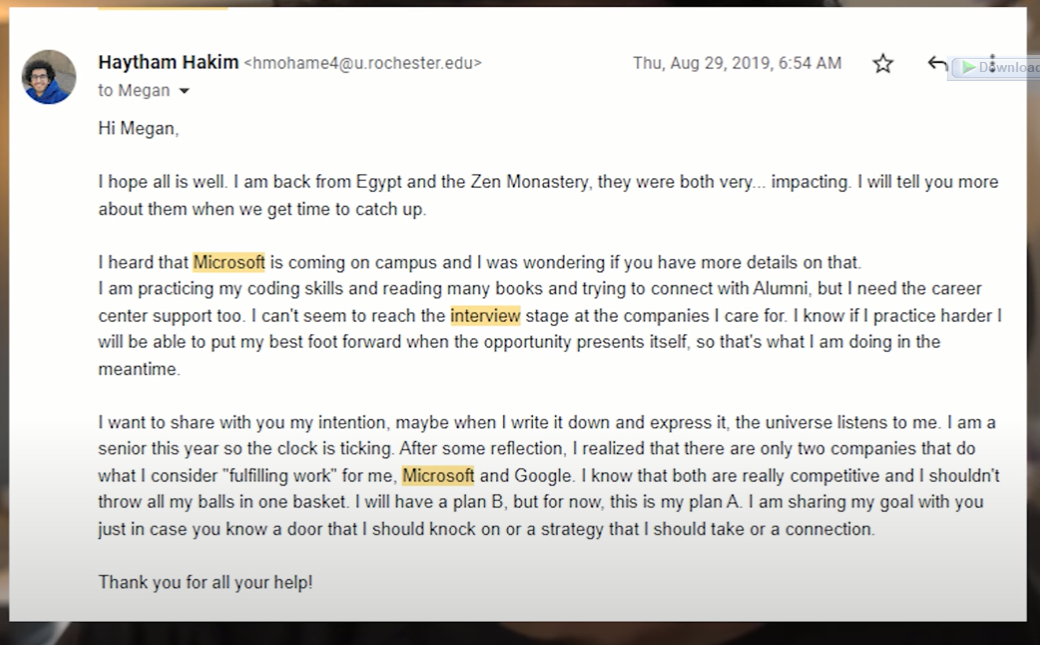 Haytham Hakim <hmohame4@u.rochester.edu> Thu, Aug 29, 2019, 6:54 AM
Download
to Megan
Hi Megan,
I hope all is well. I am back from Egypt and the Zen Monastery, they were both very... impacting. I will tell you more
about them when we get time to catch up.
I heard that Microsoft is coming on campus and I was wondering if you have more details on that.
I am practicing my coding skills and reading many books and trying to connect with Alumni, but I need the career
center support too. I can't seem to reach the interview stage at the companies I care for. I know if I practice harder I
will be able to put my best foot forward when the opportunity presents itself, so that's what I am doing in the
meantime.
I want to share with you my intention, maybe when I write it down and express it, the universe listens to me. I am a
senior this year so the clock is ticking. After some reflection, I realized that there are only two companies that do
what I consider "fulfilling work" for me, Microsoft and Google. I know that both are really competitive and I shouldn't
throw all my balls in one basket. I will have a plan B, but for now, this is my plan A. I am sharing my goal with you
just in case you know a door that I should knock on or a strategy that I should take or a connection.
Thank you for all your help!